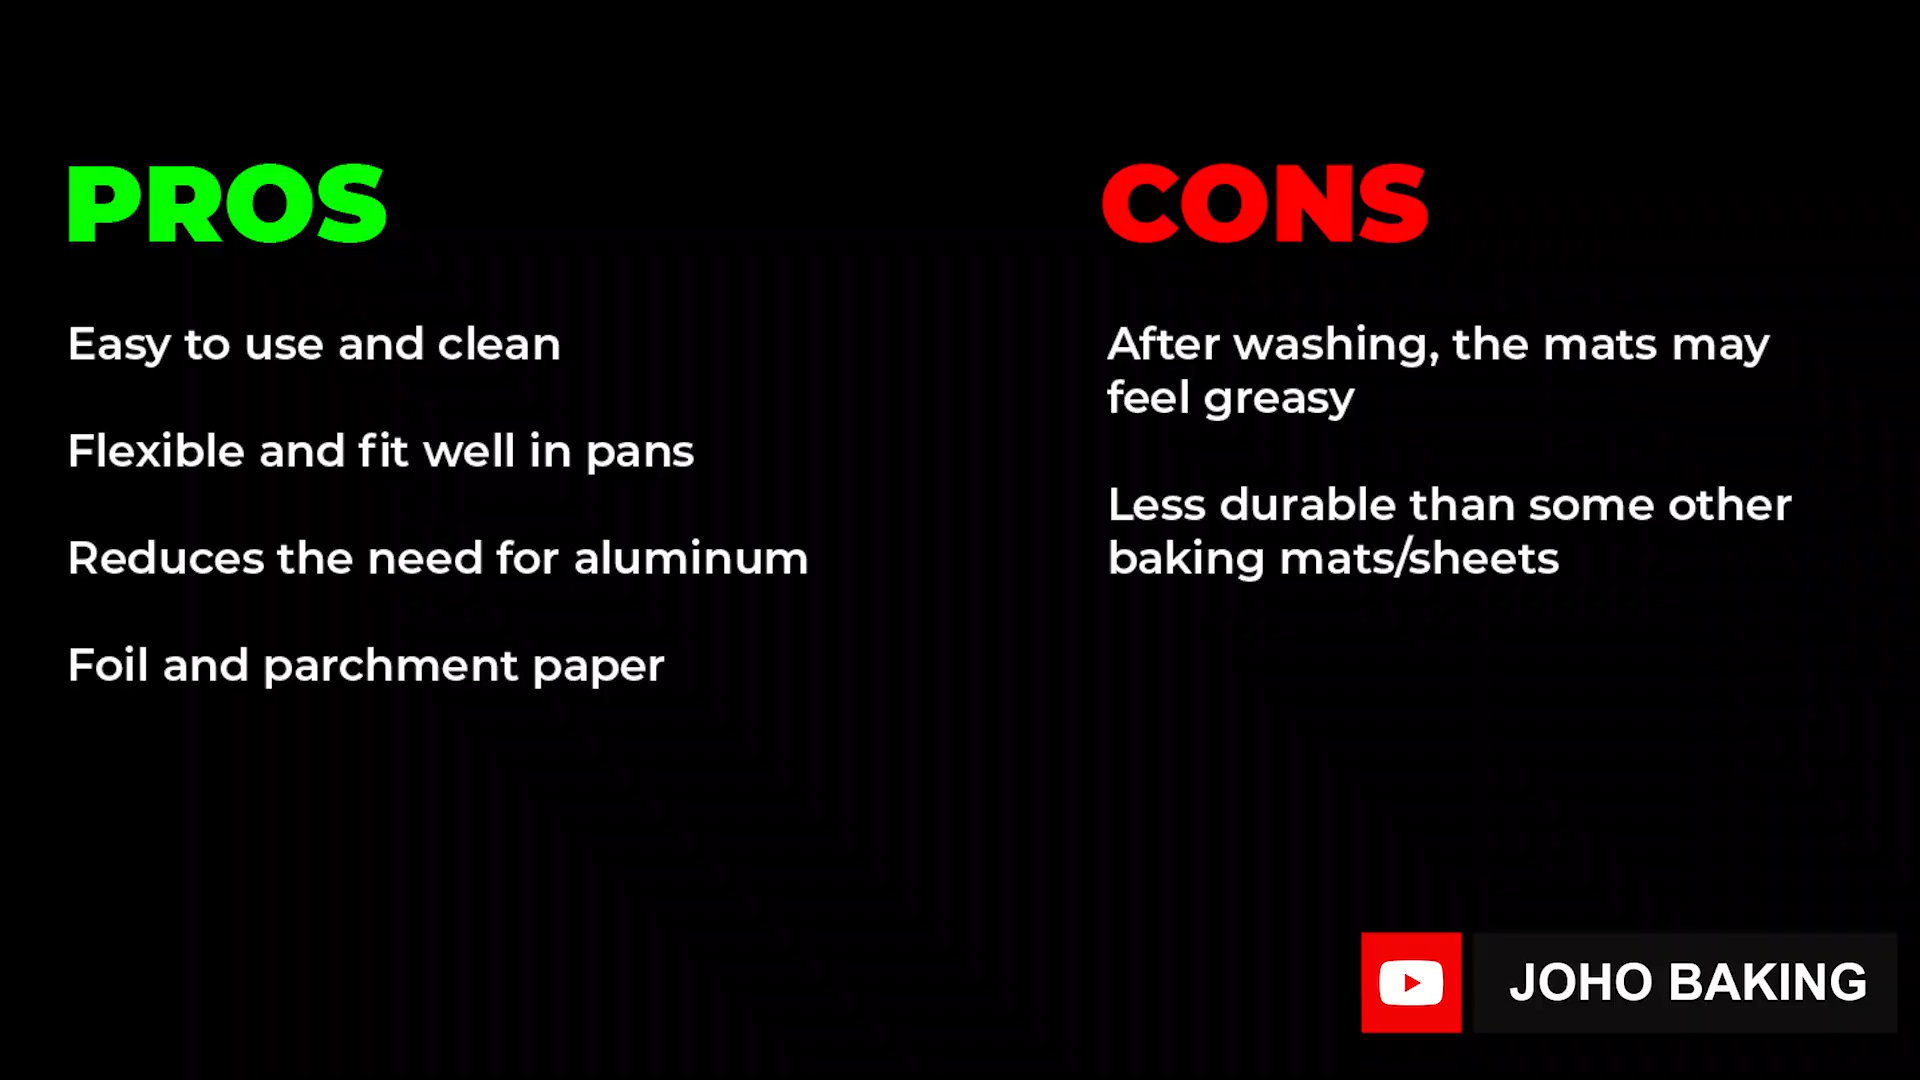 PROS
Easy to use and clean
Flexible and fit well in pans
Reduces the need for aluminum
Foil and parchment paper
CONS
After washing, the mats may
feel greasy
Less durable than some other
baking mats/sheets
JOHO BAKING